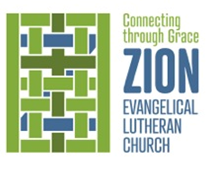 Connecting
through Grace
ZION
EVANGELICAL
LUTHERAN
CHURCH